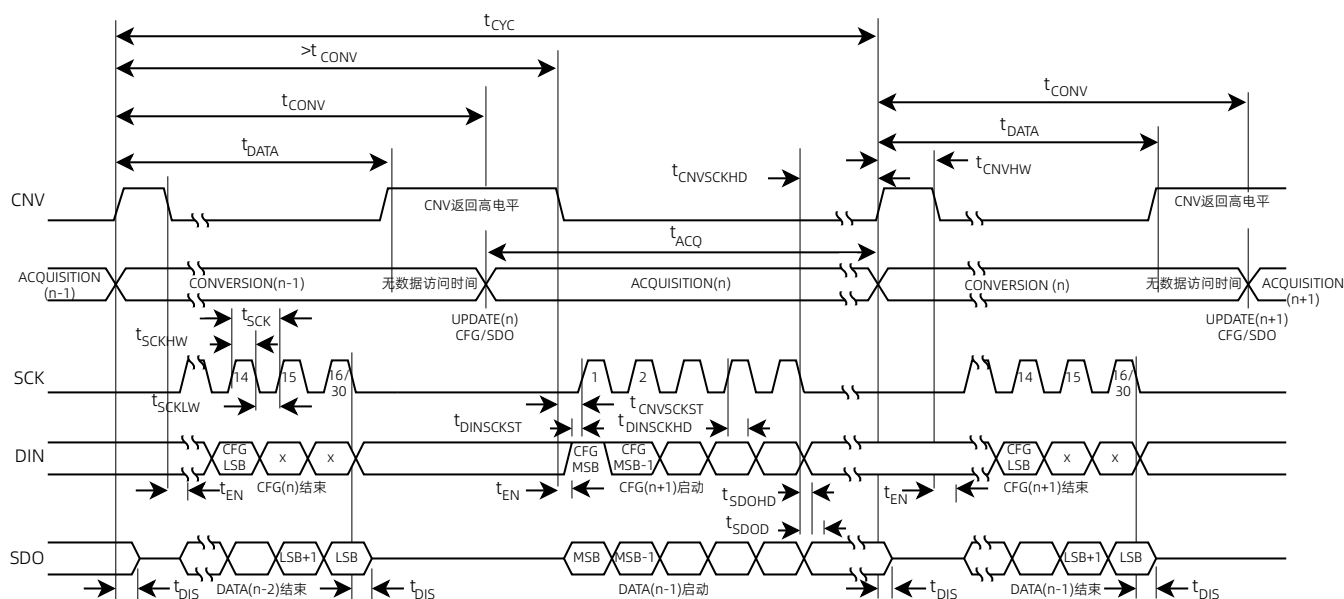 tCYC
>t CONV
tCONV
tCONV
tDATA
tDATA
tCNVSCKHD
tCNVHW
CNV
CNV返回高电平
CNV返回高电平
tACQ
ACQUISITION
(n-1)
CONVERSION(n-1)
无数据访问时间
ACQUISITION(n)
CONVERSION (n)
无数据访问时间
ACQUISITION
(n+1)
UPDATE(n)
CFG/SDO
UPDATE(n+1)
CFG/SDO
tSCK
tSCKHW
SCK
14
15
16/
30
1
2
14
15
16/
30
tSCKLW
tCNVSCKST
tDINSCKST
tDINSCKHD
DIN
CFG
LSB
x
x
CFG
MSB
CFG
MSB-1
CFG
LSB
x
x
tEN
CFG(n)结束
tEN
CFG(n+1)启动
tSDOHD
tEN
CFG(n+1)结束
tSDOD
SDO
LSB+1
LSB
MSB
MSB-1
LSB+1
LSB
tDIS
DATA(n-2)结束
tDIS
DATA(n-1)启动
tDIS
DATA(n-1)结束
tDIS